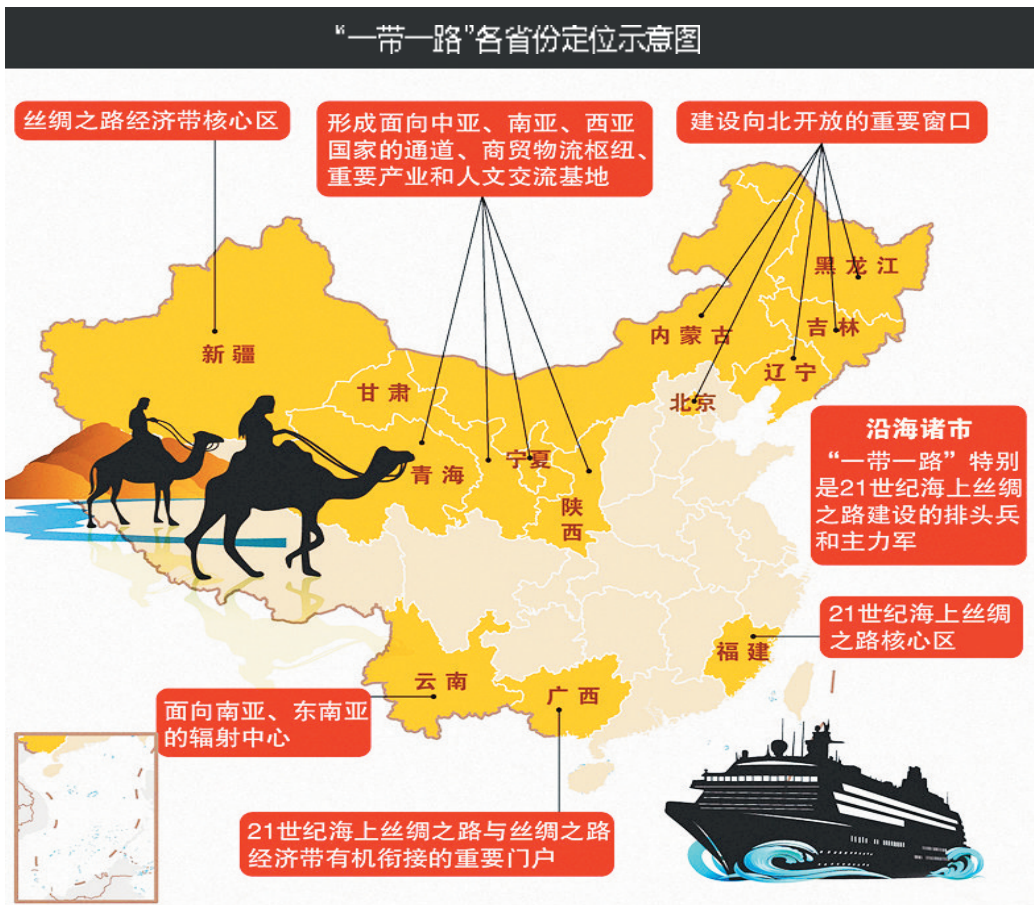 “一带一路”各省份定位示意图
丝绸之路经济带核心区
形成面向中亚、南亚、西亚
国家的通道、商贸物流枢纽、
重要产业和人文交流基地
建设向北开放的重要窗口
黑龙江
吉林
内蒙古
辽宁
新疆
甘肃
北京
宁夏
青海
陕
西
沿海诸市
“一带一路”特别
是21世纪海上丝绸
之路建设的排头兵
和主力军
21世纪海上丝绸
之路核心区
福建
云南
广西
面向南亚、东南亚
的辐射中心
21世纪海上丝绸之路与丝绸之路
经济带有机衔接的重要门户